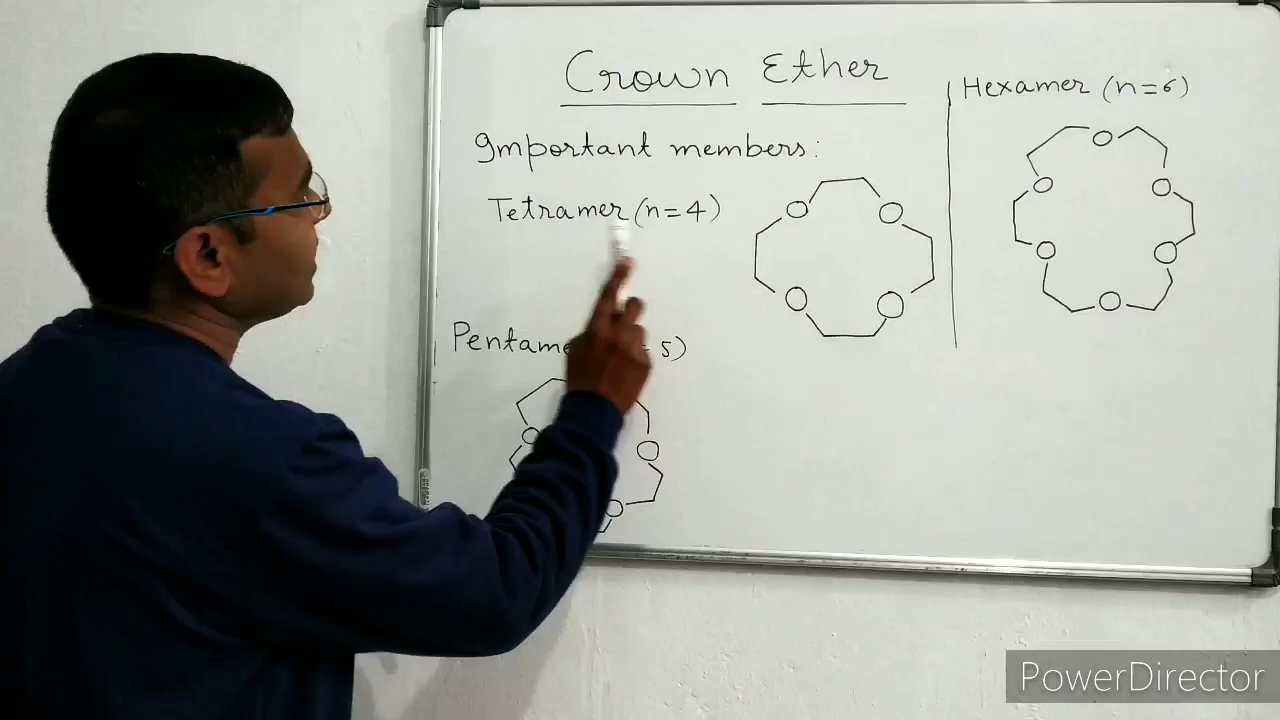 Crown Ether
Important members:
Tetramer (n=4)
O O
O O
Pentame 5)
O
O
O
Hexamer (n=6)
O
O O
O O
O
PowerDirector